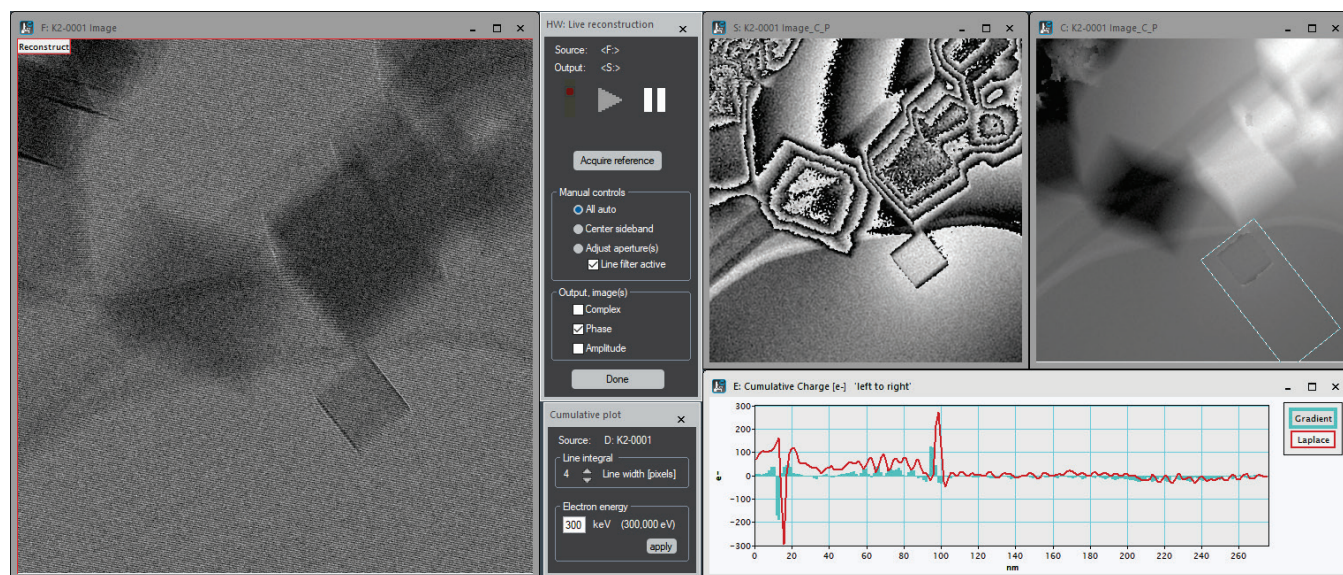 F: K2-0001 Image
Reconstruct
HW: Live reconstruction
Source: <F:>
Output: <S:>
Acquire reference
Manual controls
All auto
Center sideband
Adjust aperture(s)
Line filter active
Output, image(s)
Complex
Phase
Amplitude
Done
Cumulative plot
Source: D: K2-0001
Line integral
4 Line width [pixels]
Electron energy
300 keV (300,000 eV)
apply
S: K2-0001 Image_C_P
C: K2-0001 Image_C_P
E: Cumulative Charge [e-] 'left to right'
300
200
100
0
−100
−200
−300
e-
0 20 40 60 80 100 120 140 160 180 200 220 240 260
nm
Gradient
Laplace